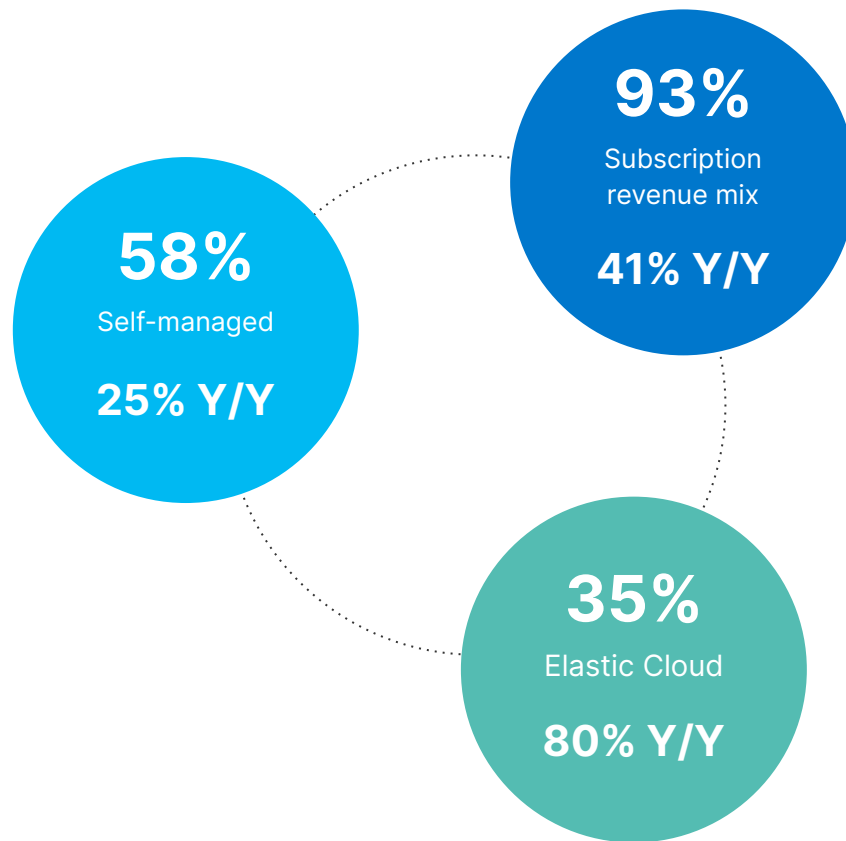 93%
Subscription
revenue mix
41% Y/Y
58%
Self-managed
25% Y/Y
35%
Elastic Cloud
80% Y/Y